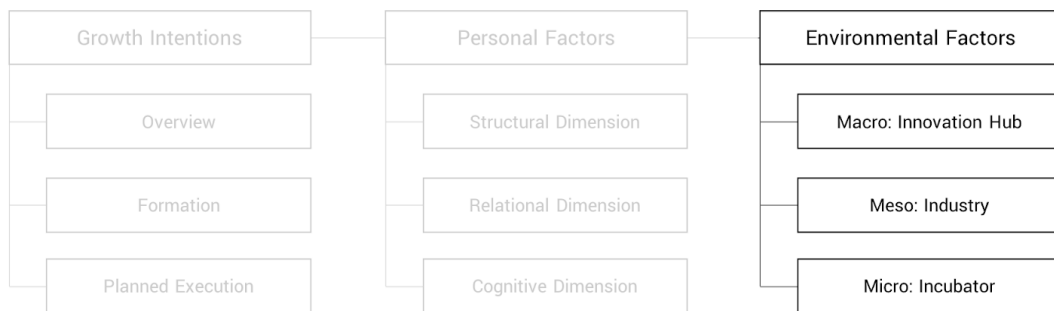 Growth Intentions
Overview
Formation
Planned Execution
Personal Factors
Structural Dimension
Relational Dimension
Cognitive Dimension
Environmental Factors
Macro: Innovation Hub
Meso: Industry
Micro: Incubator